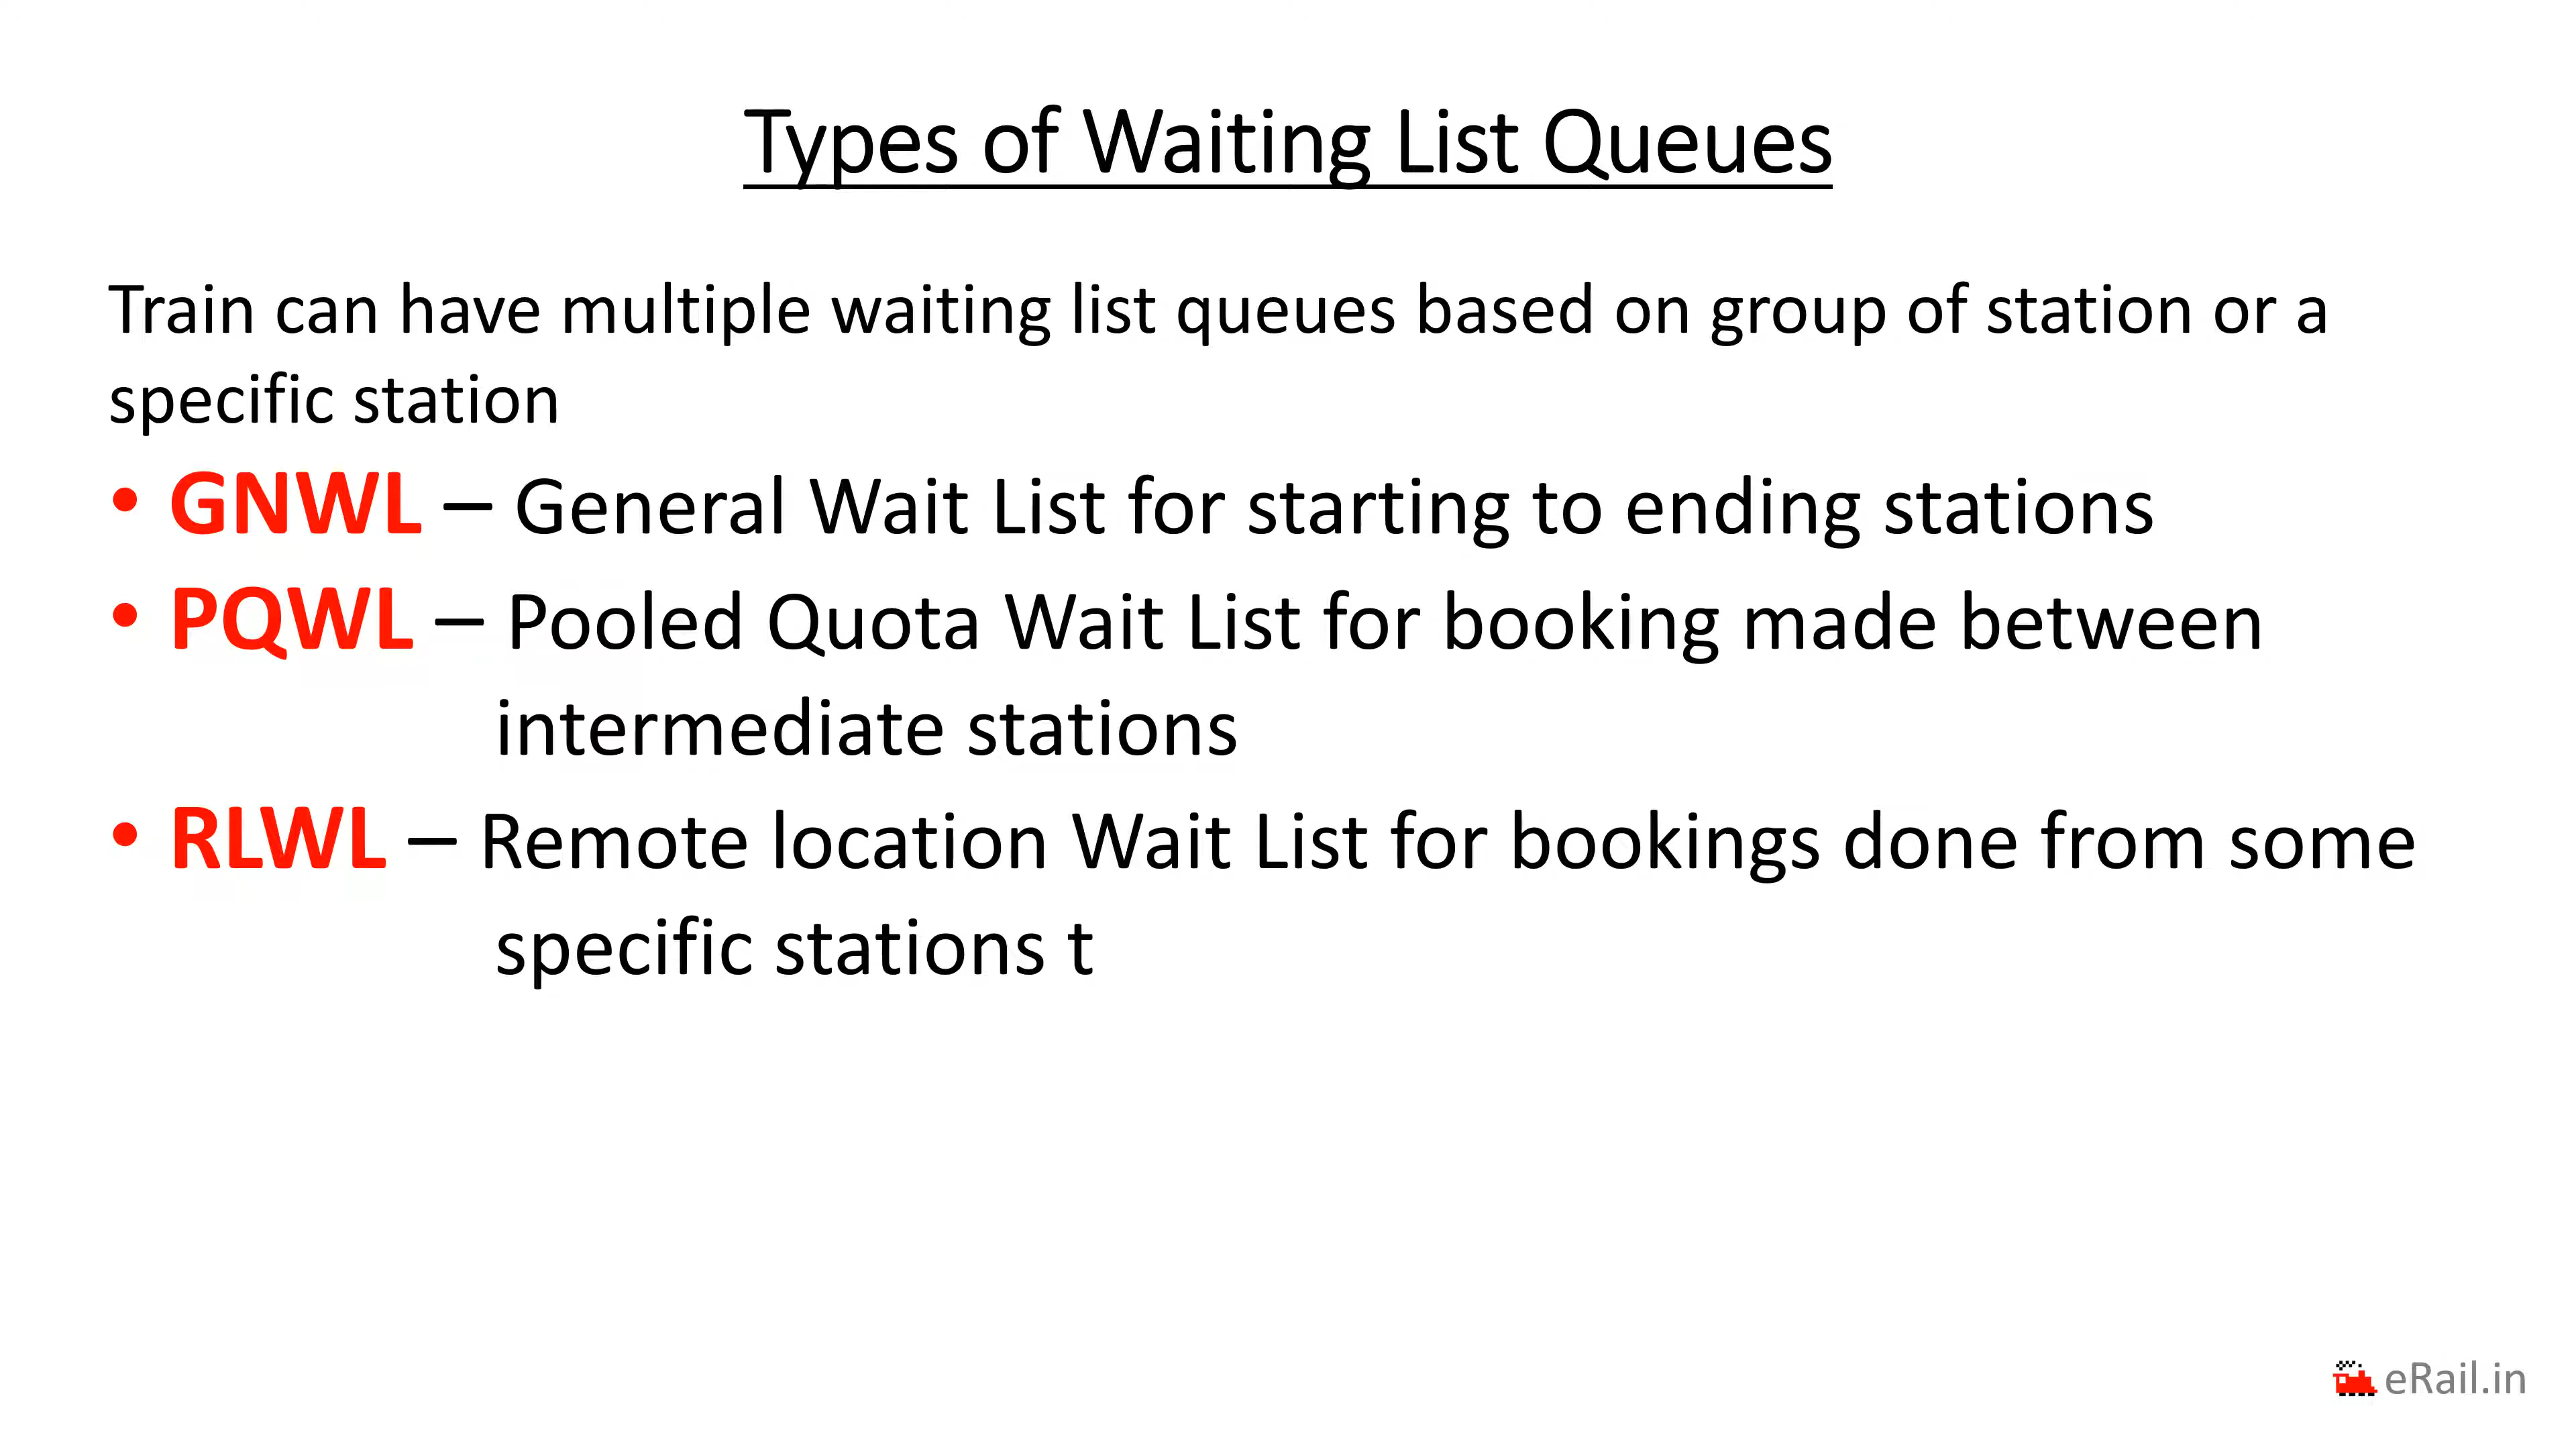 Types of Waiting List Queues
Train can have multiple waiting list queues based on group of station or a
specific station
• GNWL – General Wait List for starting to ending stations
• PQWL – Pooled Quota Wait List for booking made between
intermediate stations
• RLWL – Remote location Wait List for bookings done from some
specific stations t
eRail.in